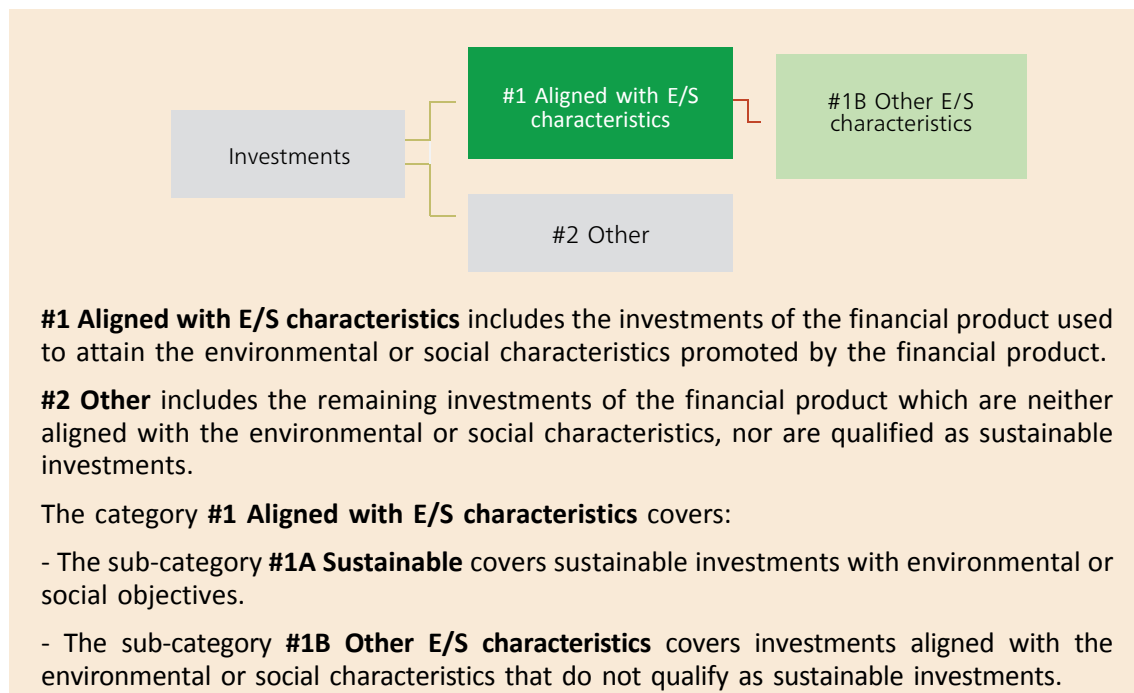 #1 Aligned with E/S
characteristics
#1B Other E/S
characteristics
Investments
#2 Other
#1 Aligned with E/S characteristics includes the investments of the financial product used
to attain the environmental or social characteristics promoted by the financial product.
#2 Other includes the remaining investments of the financial product which are neither
aligned with the environmental or social characteristics, nor are qualified as sustainable
investments.
The category #1 Aligned with E/S characteristics covers:
- The sub-category #1A Sustainable covers sustainable investments with environmental or
social objectives.
- The sub-category #1B Other E/S characteristics covers investments aligned with the
environmental or social characteristics that do not qualify as sustainable investments.